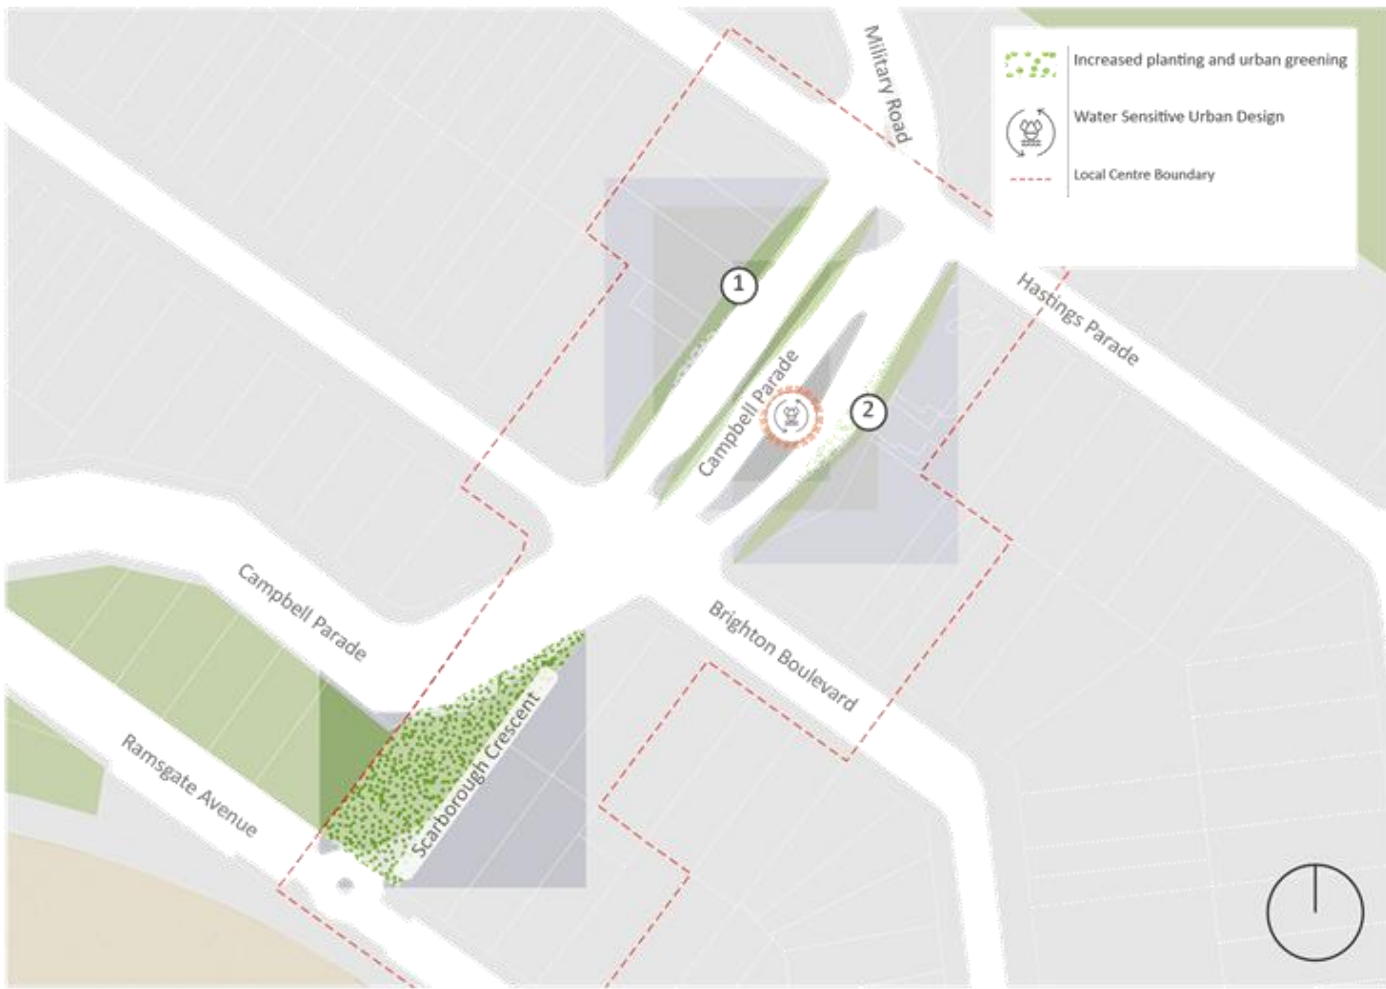 Military Road
Increased planting and urban greening
Water Sensitive Urban Design
Local Centre Boundary
1
Hastings Parade
Campbell Parade
2
Campbell Parade
Brighton Boulevard
Scarborough Crescent
Ramsgate Avenue